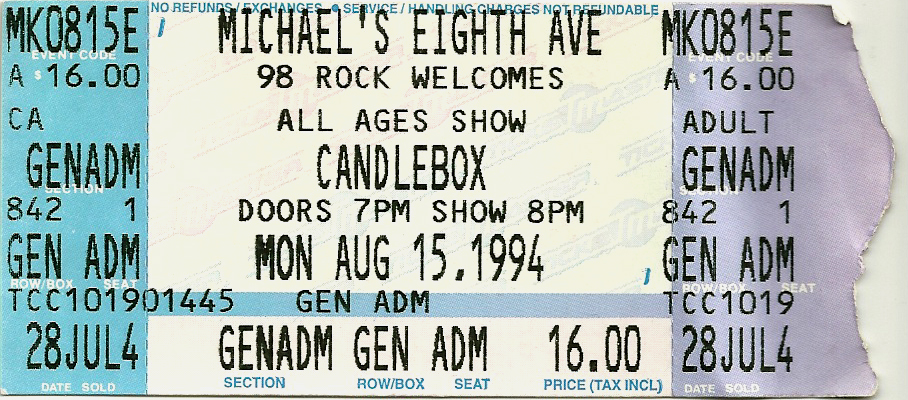 NO REFUNDS / EXCHANGES • SERVICE / HANDLING CHARGES NOT REFUNDABLE
MK0815E MICHAEL'S EIGHTH AVE MK0815E
EVENT CODE EVENT CODE
A $16.00 98 ROCK WELCOMES A $16.00
CA ALL AGES SHOW ADULT
GENADM CANDLEBOX GENADM
SECTION SECTION
842 1 DOORS 7PM SHOW 8PM 842 1
GEN ADM MON AUG 15.1994 GEN ADM
ROW/BOX SEAT ROW/BOX SEAT
TCC101901445 GEN ADM TCC1019
28JUL4 GENADM GEN ADM 16.00 28JUL4
DATE SOLD SECTION ROW/BOX SEAT PRICE (TAX INCL) DATE SOLD